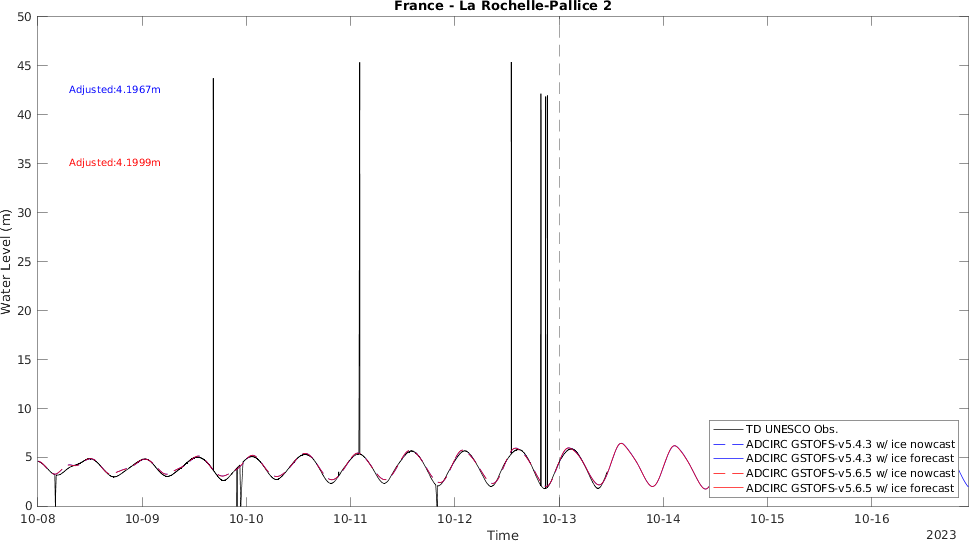 France - La Rochelle-Pallice 2
50
45
40
35
30
25
20
15
10
5
0
Water Level (m)
Adjusted:4.1967m
Adjusted:4.1999m
TD UNESCO Obs.
ADCIRC GSTOFS-v5.4.3 w/ ice nowcast
ADCIRC GSTOFS-v5.4.3 w/ ice forecast
ADCIRC GSTOFS-v5.6.5 w/ ice nowcast
ADCIRC GSTOFS-v5.6.5 w/ ice forecast
10-08 10-09 10-10 10-11 10-12 10-13 10-14 10-15 10-16
Time
2023